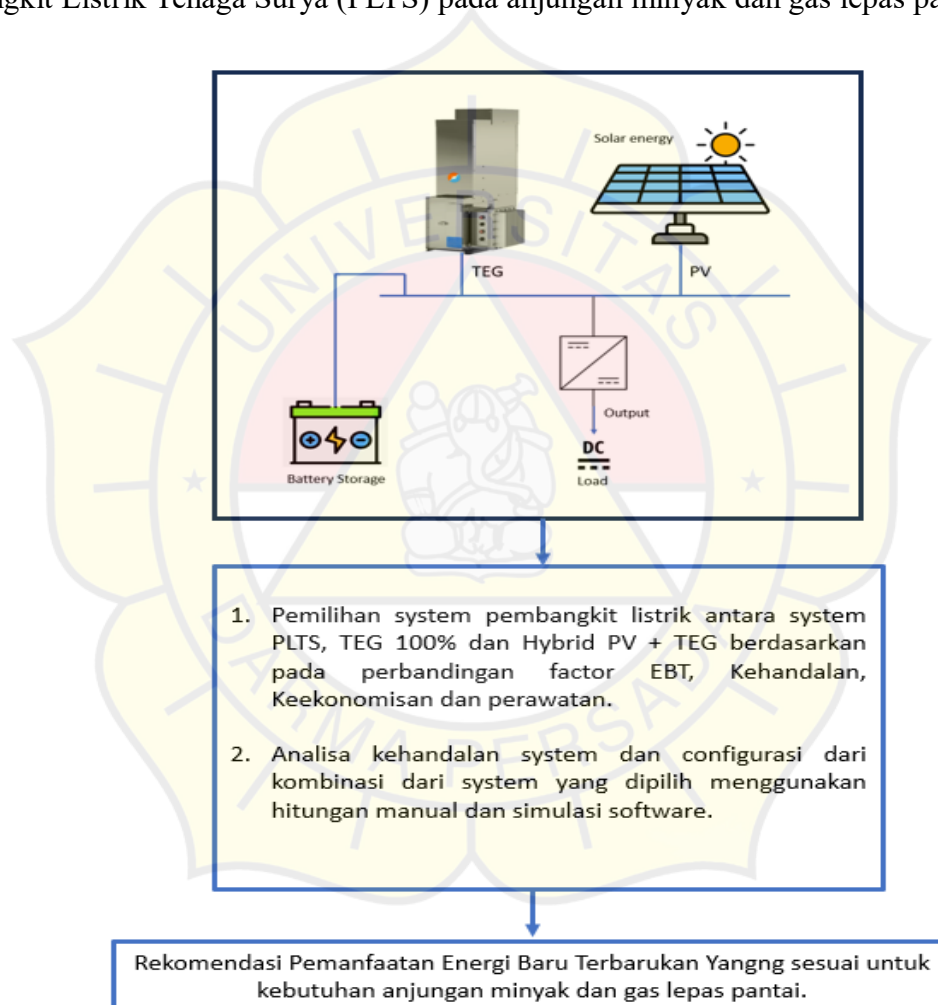 Listrik Tenaga Surya (PLTS) pada anjungan minyak dan gas lepas
Solar energy
TEG
PV
Output
DC
Load
Battery Storage
UNIVERSITAS
DARMA PERSADA
1. Pemilihan system pembangkit listrik antara system
PLTS, TEG 100% dan Hybrid PV + TEG berdasarkan
pada perbandingan factor EBT, Kehandalan,
Keekonomisan dan perawatan.
2. Analisa kehandalan system dan configurasi dari
kombinasi dari system yang dipilih menggunakan
hitungan manual dan simulasi software.
Rekomendasi Pemanfaatan Energi Baru Terbarukan Yangng sesuai untuk
kebutuhan anjungan minyak dan gas lepas pantai.